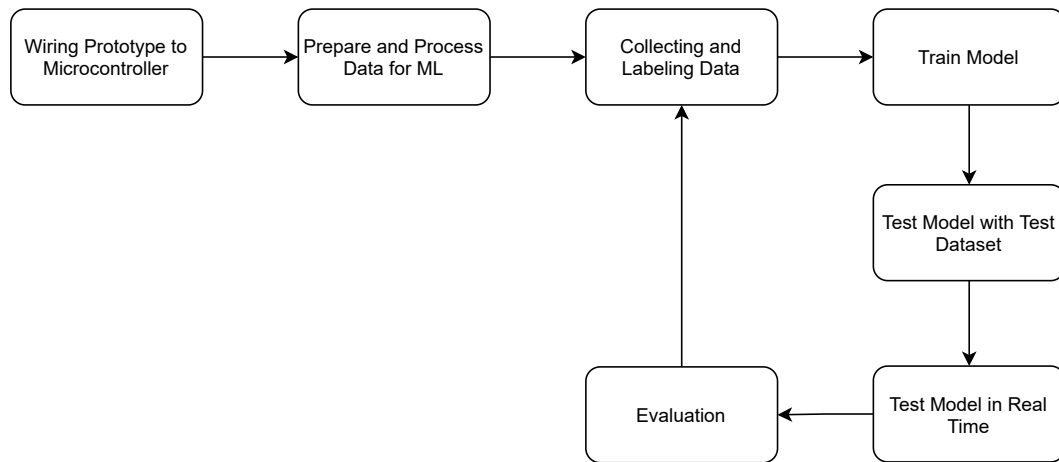 Wiring Prototype to
Microcontroller
Prepare and Process
Data for ML
Collecting and
Labeling Data
Train Model
Test Model with Test
Dataset
Test Model in Real
Time
Evaluation